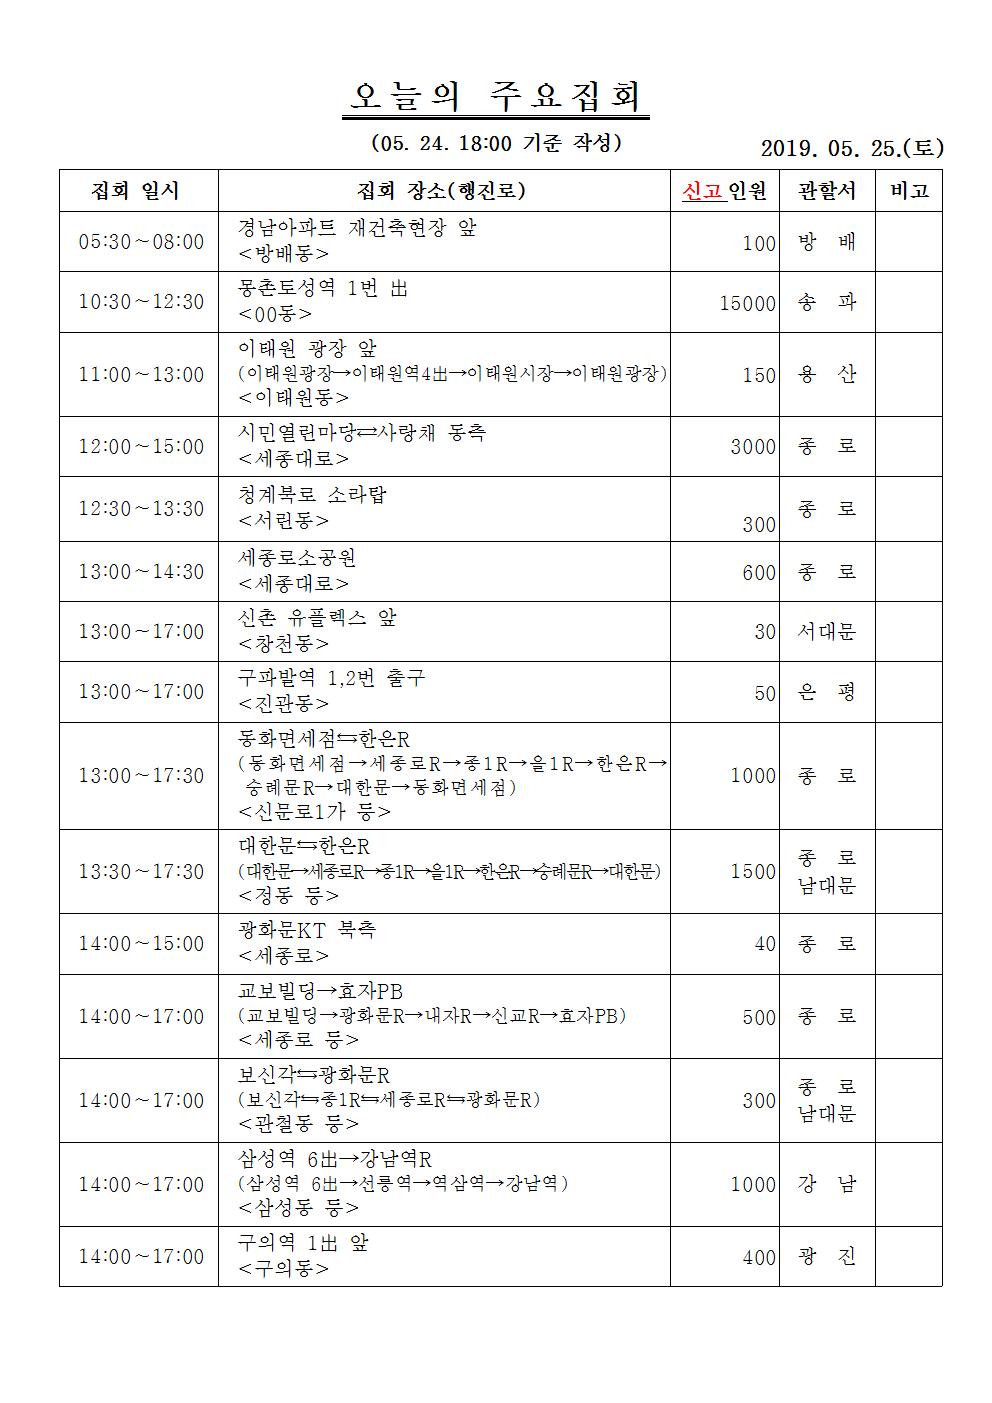 오늘의 주요집회
(05. 24. 18:00 기준 작성)
2019. 05. 25.(토)
집회 일시 집회 장소(행진로) 신고인원 관할서 비고
05:30~08:00 경남아파트 재건축현장 앞
<방배동> 100 방 배
10:30~12:30 몽촌토성역 1번 出
<00동> 15000 송 파
11:00~13:00 이태원 광장 앞
(이태원광장→이태원역4出→이태원시장→이태원광장)
<이태원동> 150 용 산
12:00~15:00 시민열린마당⇄사랑채 동측
<세종대로> 3000 종 로
12:30~13:30 청계북로 소라탑
<서린동> 300 종 로
13:00~14:30 세종로소공원
<세종대로> 600 종 로
13:00~17:00 신촌 유플렉스 앞
<창천동> 30 서대문
13:00~17:00 구파발역 1,2번 출구
<진관동> 50 은 평
13:00~17:30 동화면세점⇆한은R
(동화면세점→세종로R→종1R→을1R→한은R→
숭례문R→대한문→동화면세점)
<신문로1가 등> 1000 종 로
13:30~17:30 대한문⇆한은R
(대한문→세종로R→종1R→을1R→한은R→숭례문R→대한문)
<정동 등> 1500 종 로
남대문
14:00~15:00 광화문KT 북측
<세종로> 40 종 로
14:00~17:00 교보빌딩→효자PB
(교보빌딩→광화문R→내자R→신교R→효자PB)
<세종로 등> 500 종 로
14:00~17:00 보신각⇆광화문R
(보신각⇆종1R⇆세종로R⇆광화문R)
<관철동 등> 300 종 로
남대문
14:00~17:00 삼성역 6出→강남역R
(삼성역 6出→선릉역→역삼역→강남역)
<삼성동 등> 1000 강 남
14:00~17:00 구의역 1出 앞
<구의동> 400 광 진